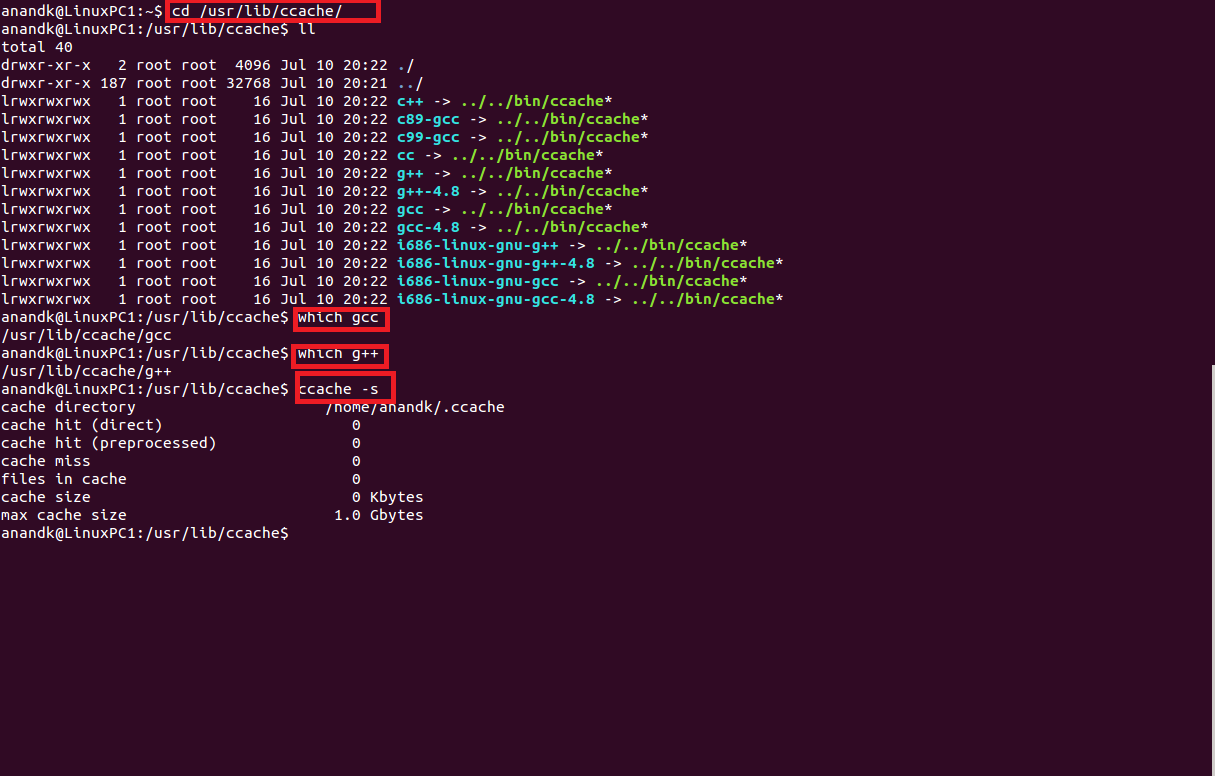 anandk@LinuxPC1:~$ cd /usr/lib/ccache/
anandk@LinuxPC1:/usr/lib/ccache$ ll
total 40
drwxr-xr-x   2 root root  4096 Jul 10 20:22 ./
drwxr-xr-x 187 root root 32768 Jul 10 20:21 ../
lrwxrwxrwx   1 root root    16 Jul 10 20:22 c++ -> ../../bin/ccache*
lrwxrwxrwx   1 root root    16 Jul 10 20:22 c89-gcc -> ../../bin/ccache*
lrwxrwxrwx   1 root root    16 Jul 10 20:22 c99-gcc -> ../../bin/ccache*
lrwxrwxrwx   1 root root    16 Jul 10 20:22 cc -> ../../bin/ccache*
lrwxrwxrwx   1 root root    16 Jul 10 20:22 g++ -> ../../bin/ccache*
lrwxrwxrwx   1 root root    16 Jul 10 20:22 g++-4.8 -> ../../bin/ccache*
lrwxrwxrwx   1 root root    16 Jul 10 20:22 gcc -> ../../bin/ccache*
lrwxrwxrwx   1 root root    16 Jul 10 20:22 gcc-4.8 -> ../../bin/ccache*
lrwxrwxrwx   1 root root    16 Jul 10 20:22 i686-linux-gnu-g++ -> ../../bin/ccache*
lrwxrwxrwx   1 root root    16 Jul 10 20:22 i686-linux-gnu-g++-4.8 -> ../../bin/ccache*
lrwxrwxrwx   1 root root    16 Jul 10 20:22 i686-linux-gnu-gcc -> ../../bin/ccache*
lrwxrwxrwx   1 root root    16 Jul 10 20:22 i686-linux-gnu-gcc-4.8 -> ../../bin/ccache*
anandk@LinuxPC1:/usr/lib/ccache$ which gcc
/usr/lib/ccache/gcc
anandk@LinuxPC1:/usr/lib/ccache$ which g++
/usr/lib/ccache/g++
anandk@LinuxPC1:/usr/lib/ccache$ ccache -s
cache directory                     /home/anandk/.ccache
cache hit (direct)                     0
cache hit (preprocessed)               0
cache miss                             0
files in cache                         0
cache size                             0 Kbytes
max cache size                       1.0 Gbytes
anandk@LinuxPC1:/usr/lib/ccache$